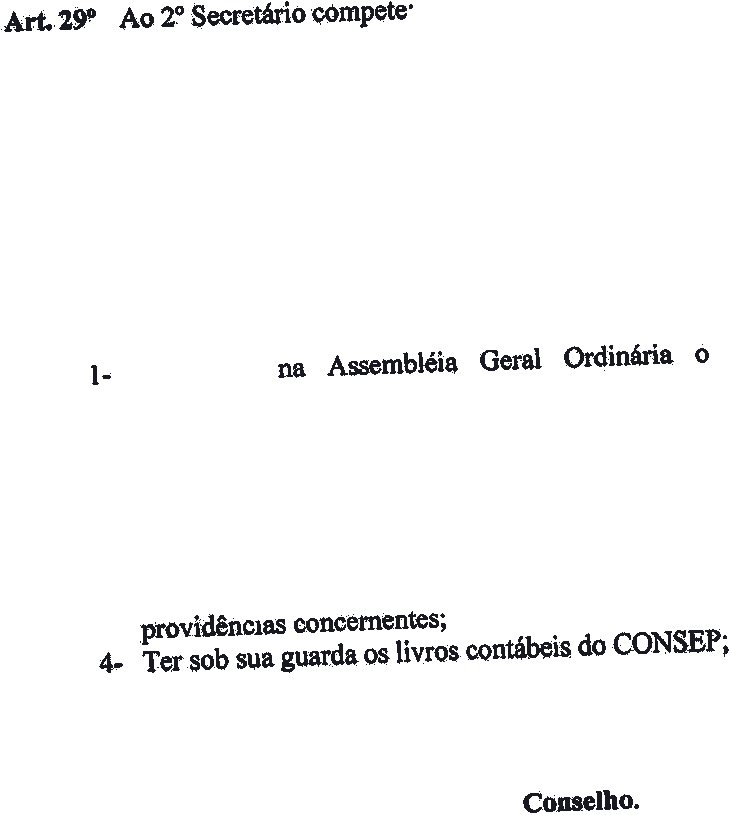 Art. 29º Ao 2º Secretário compete:
1- na Assembléia Geral Ordinária o
providências concernentes;
4- Ter sob sua guarda os livros contábeis do CONSEP;
Conselho.